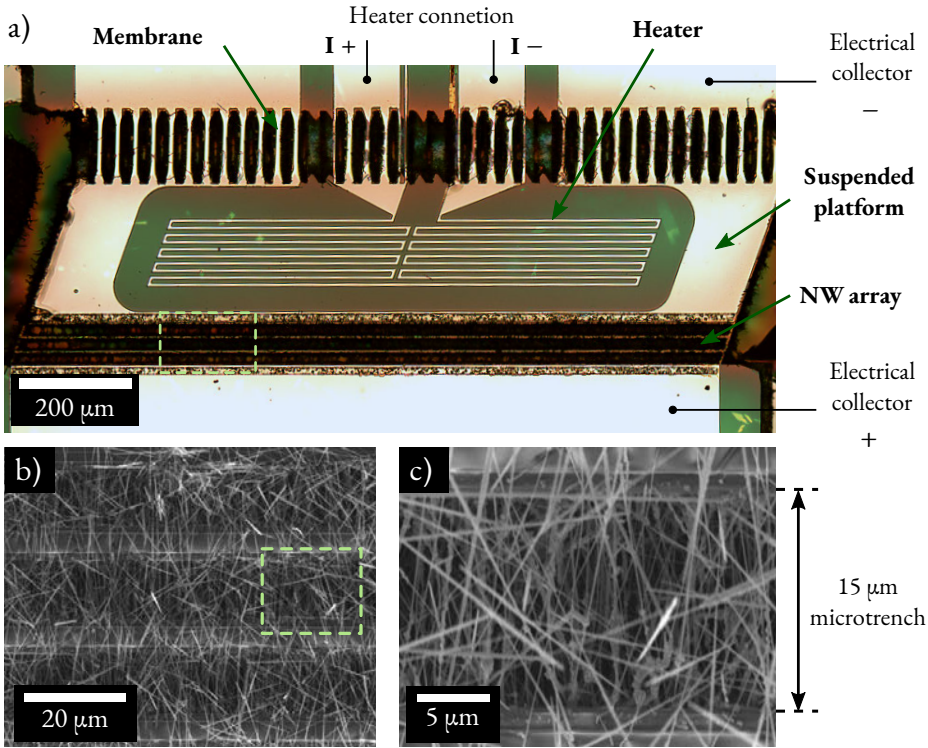 a)
Heater connetion
Membrane
I +
I −
Heater
Electrical
collector
−
Suspended
platform
NW array
200 μm
Electrical
collector
+
b)
c)
15 μm
microtrench
20 μm
5 μm